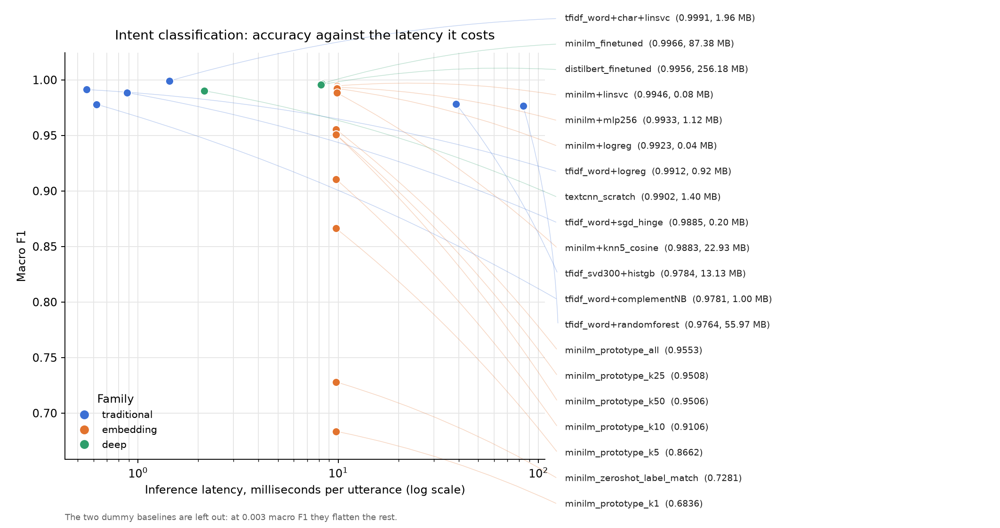 Intent classification: accuracy against the latency it costs
Macro F1
1.00
0.95
0.90
0.85
0.80
0.75
0.70
Family
traditional
embedding
deep
10⁰
10¹
10²
Inference latency, milliseconds per utterance (log scale)
The two dummy baselines are left out: at 0.003 macro F1 they flatten the rest.
tfidf_word+char+linsvc (0.9991, 1.96 MB)
minilm_finetuned (0.9966, 87.38 MB)
distilbert_finetuned (0.9956, 256.18 MB)
minilm+linsvc (0.9946, 0.08 MB)
minilm+mlp256 (0.9933, 1.12 MB)
minilm+logreg (0.9923, 0.04 MB)
tfidf_word+logreg (0.9912, 0.92 MB)
textcnn_scratch (0.9902, 1.40 MB)
tfidf_word+sgd_hinge (0.9885, 0.20 MB)
minilm+knn5_cosine (0.9883, 22.93 MB)
tfidf_svd300+histgb (0.9784, 13.13 MB)
tfidf_word+complementNB (0.9781, 1.00 MB)
tfidf_word+randomforest (0.9764, 55.97 MB)
minilm_prototype_all (0.9553)
minilm_prototype_k25 (0.9508)
minilm_prototype_k50 (0.9506)
minilm_prototype_k10 (0.9106)
minilm_prototype_k5 (0.8662)
minilm_zeroshot_label_match (0.7281)
minilm_prototype_k1 (0.6836)